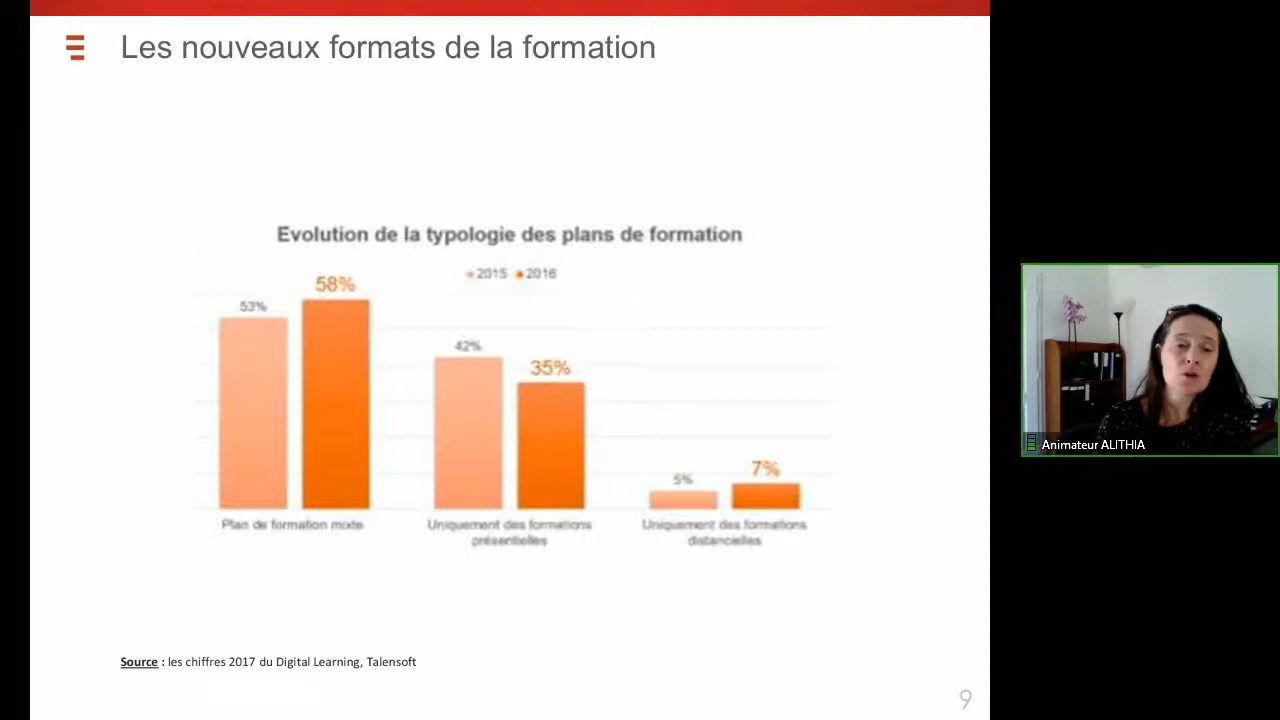 Les nouveaux formats de la formation
Evolution de la typologie des plans de formation
2015 2016
53%
58%
42%
35%
5%
7%
Plan de formation mixte
Uniquement des formations
présentielles
Uniquement des formations
distancielles
Animateur ALITHIA
Source : les chiffres 2017 du Digital Learning, Talensoft
9